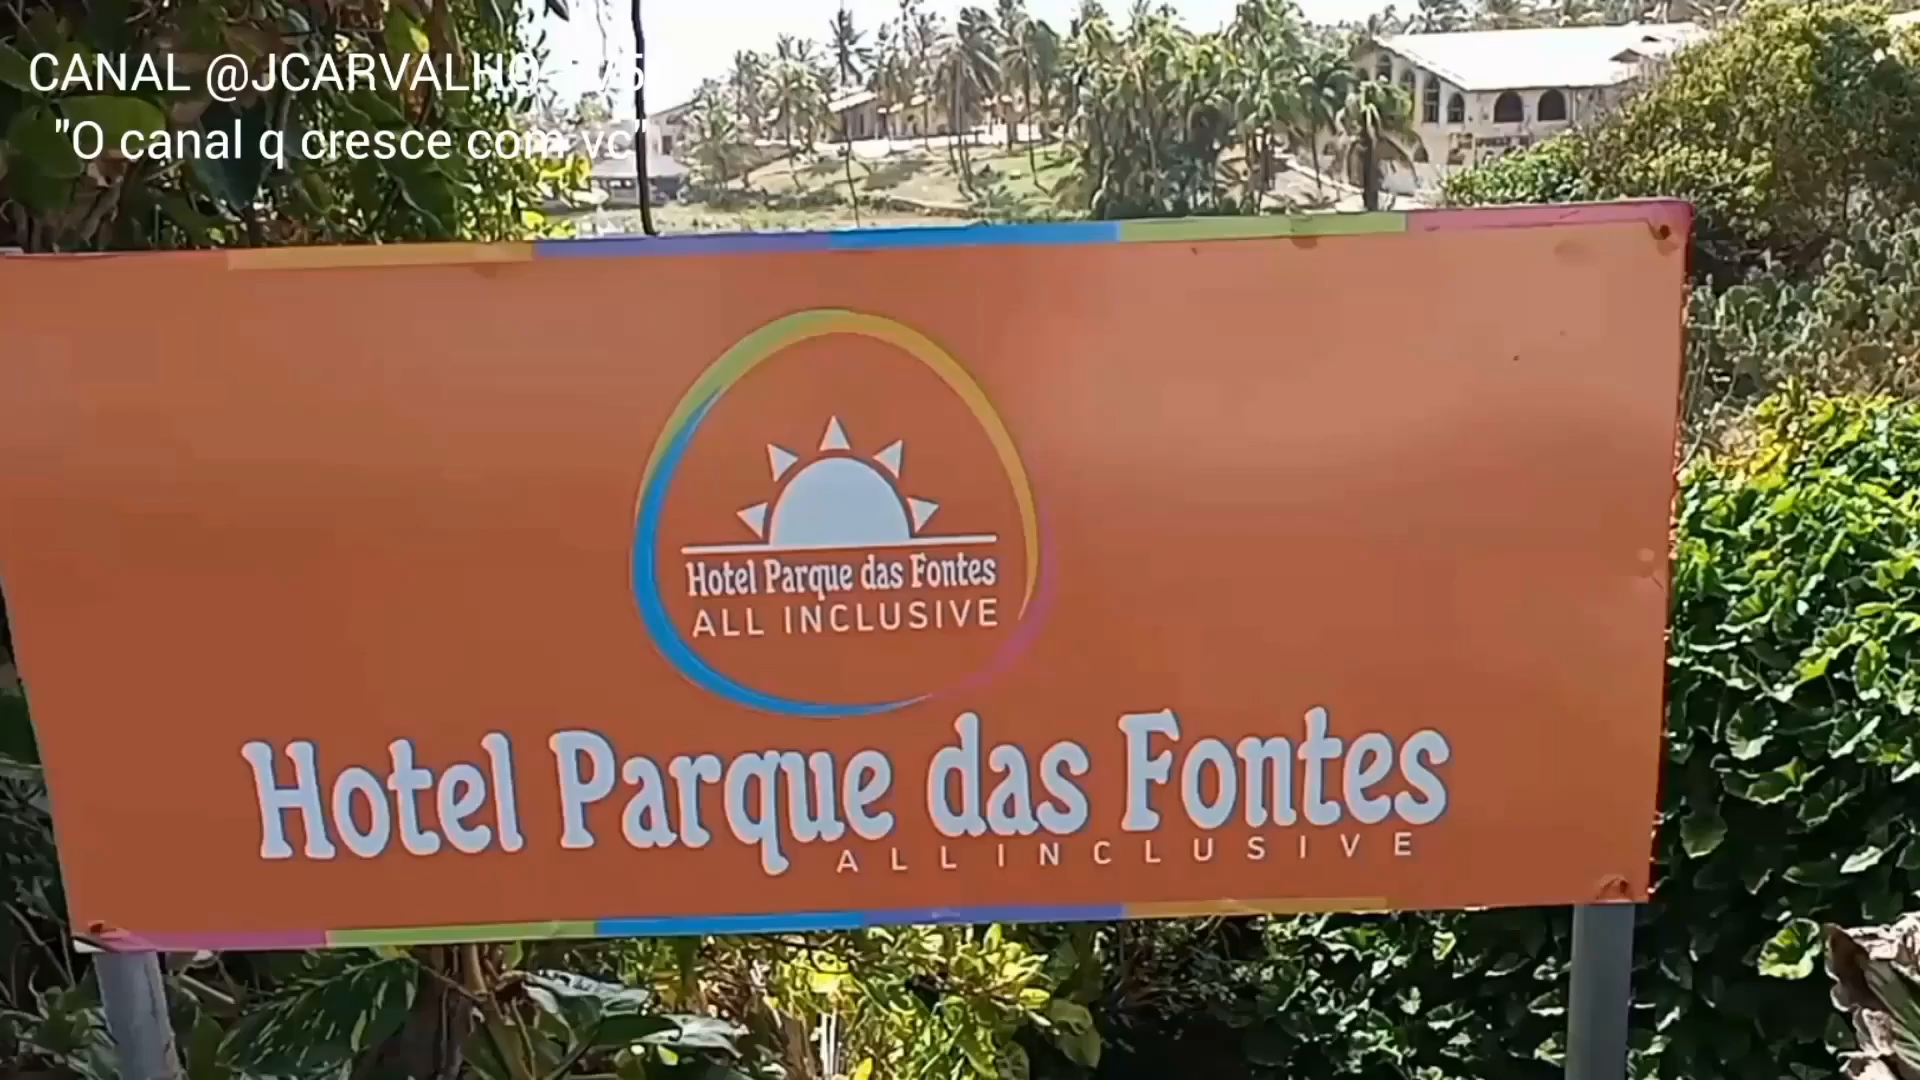 CANAL @JCARVALHO
"O canal q cresce com vc"
Hotel Parque das Fontes
ALL INCLUSIVE
Hotel Parque das Fontes
ALL INCLUSIVE